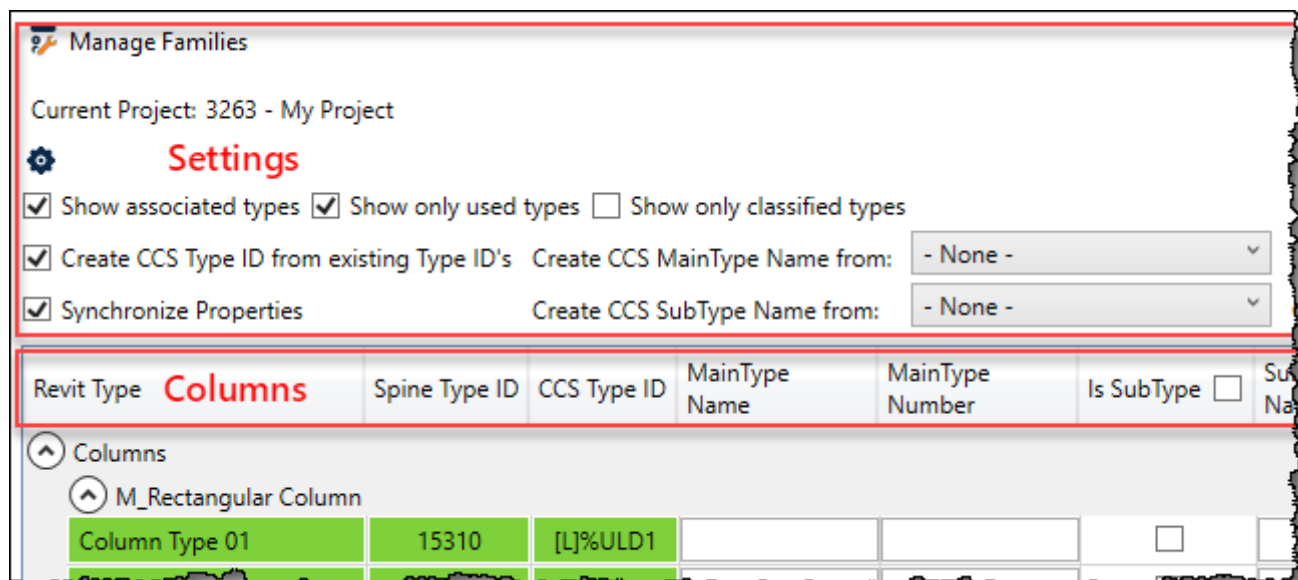 Manage Families
Current Project: 3263 - My Project
Settings
Show associated types Show only used types Show only classified types
Create CCS Type ID from existing Type ID's Create CCS MainType Name from: - None -
Synchronize Properties Create CCS SubType Name from: - None -
Revit Type Columns Spine Type ID CCS Type ID MainType Name MainType Number Is SubType
Columns
M_Rectangular Column
Column Type 01 15310 [L]%ULD1